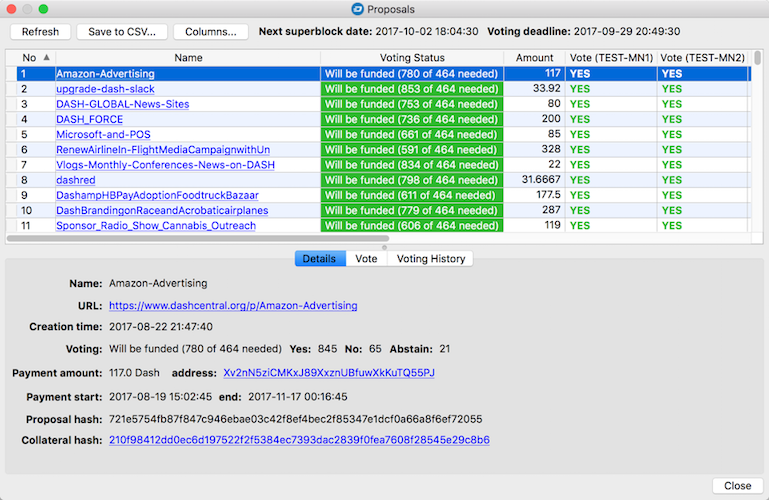 Proposals
Refresh Save to CSV... Columns... Next superblock date: 2017-10-02 18:04:30 Voting deadline: 2017-09-29 20:49:30
No Name Voting Status Amount Vote (TEST-MN1) Vote (TEST-MN2)
1 Amazon-Advertising Will be funded (780 of 464 needed) 117 YES YES
2 upgrade-dash-slack Will be funded (853 of 464 needed) 33.92 YES YES
3 DASH-GLOBAL-News-Sites Will be funded (753 of 464 needed) 80 YES YES
4 DASH_FORCE Will be funded (736 of 464 needed) 200 YES YES
5 Microsoft-and-POS Will be funded (661 of 464 needed) 85 YES YES
6 RenewAirlineIn-FlightMediaCampaignwithUn Will be funded (591 of 464 needed) 328 YES YES
7 Vlogs-Monthly-Conferences-News-on-DASH Will be funded (834 of 464 needed) 22 YES YES
8 dashred Will be funded (798 of 464 needed) 31.6667 YES YES
9 DashampHBPayAdoptionFoodtruckBazaar Will be funded (611 of 464 needed) 177.5 YES YES
10 DashBrandingonRaceandAcrobaticairplanes Will be funded (779 of 464 needed) 287 YES YES
11 Sponsor_Radio_Show_Cannabis_Outreach Will be funded (606 of 464 needed) 119 YES YES
Details Vote Voting History
Name: Amazon-Advertising
URL: https://www.dashcentral.org/p/Amazon-Advertising
Creation time: 2017-08-22 21:47:40
Voting: Will be funded (780 of 464 needed) Yes: 845 No: 65 Abstain: 21
Payment amount: 117.0 Dash address: Xv2nN5ziCMKxJ89XxznUBfuwXkKuTQ55PJ
Payment start: 2017-08-19 15:02:45 end: 2017-11-17 00:16:45
Proposal hash: 721e5754fb87f847c946ebae03c42f8ef4bec2f85347e1dcf0a66a8f6ef72055
Collateral hash: 210f98412dd0ec6d197522f2f5384ec7393dac2839f0fea7608f28545e29c8b6
Close